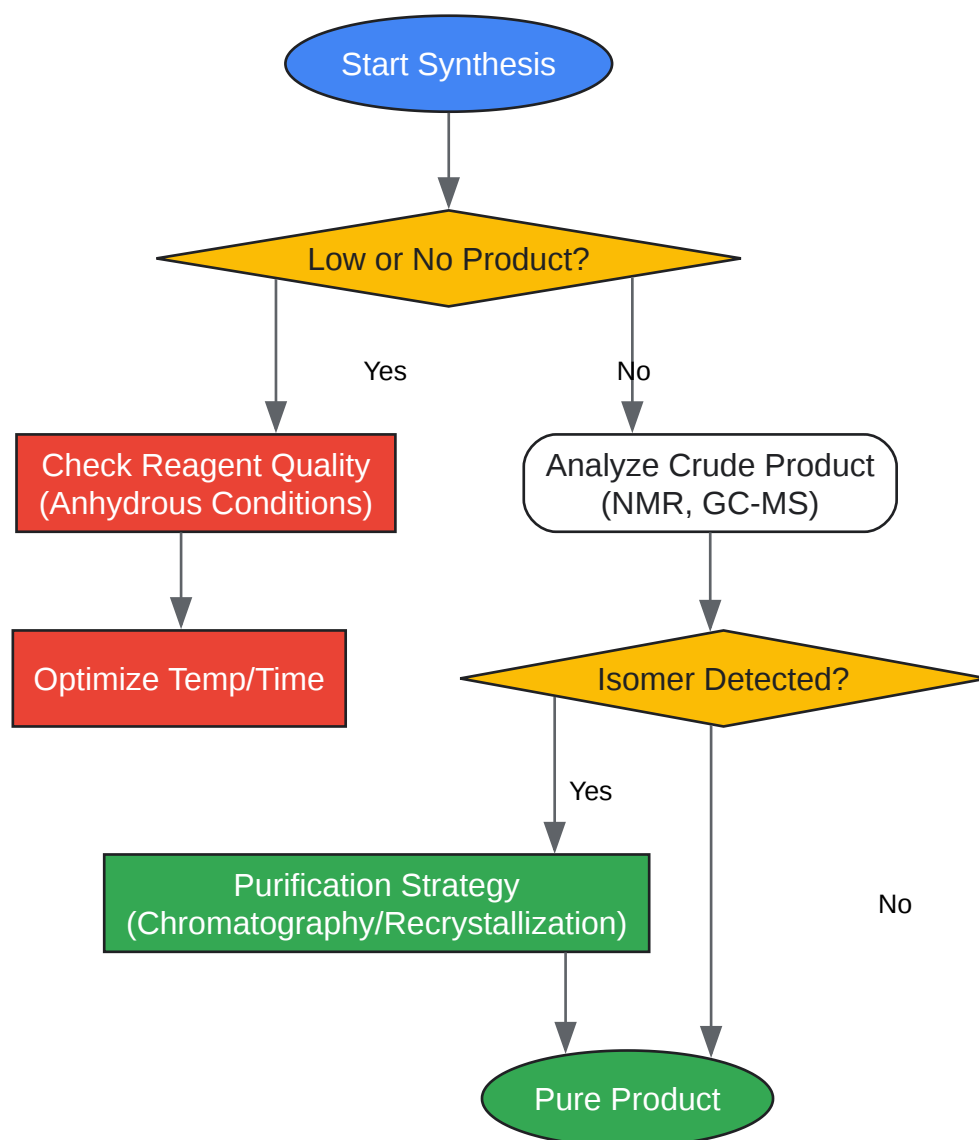 Start Synthesis
Low or No Product?
Yes
No
Check Reagent Quality
(Anhydrous Conditions)
Analyze Crude Product
(NMR, GC-MS)
Optimize Temp/Time
Isomer Detected?
Yes
Purification Strategy
(Chromatography/Recrystallization)
No
Pure Product